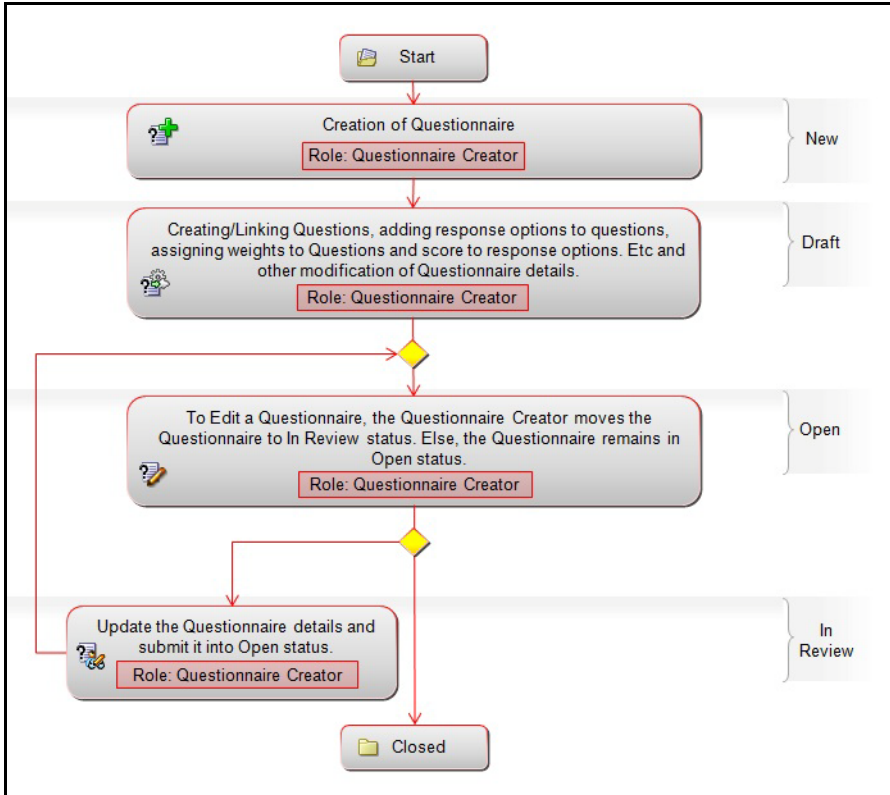 Start
Creation of Questionnaire
Role: Questionnaire Creator
New
Creating/Linking Questions, adding response options to questions,
assigning weights to Questions and score to response options. Etc and
other modification of Questionnaire details.
Role: Questionnaire Creator
Draft
To Edit a Questionnaire, the Questionnaire Creator moves the
Questionnaire to In Review status. Else, the Questionnaire remains in
Open status.
Role: Questionnaire Creator
Open
Update the Questionnaire details and
submit it into Open status.
Role: Questionnaire Creator
In
Review
Closed